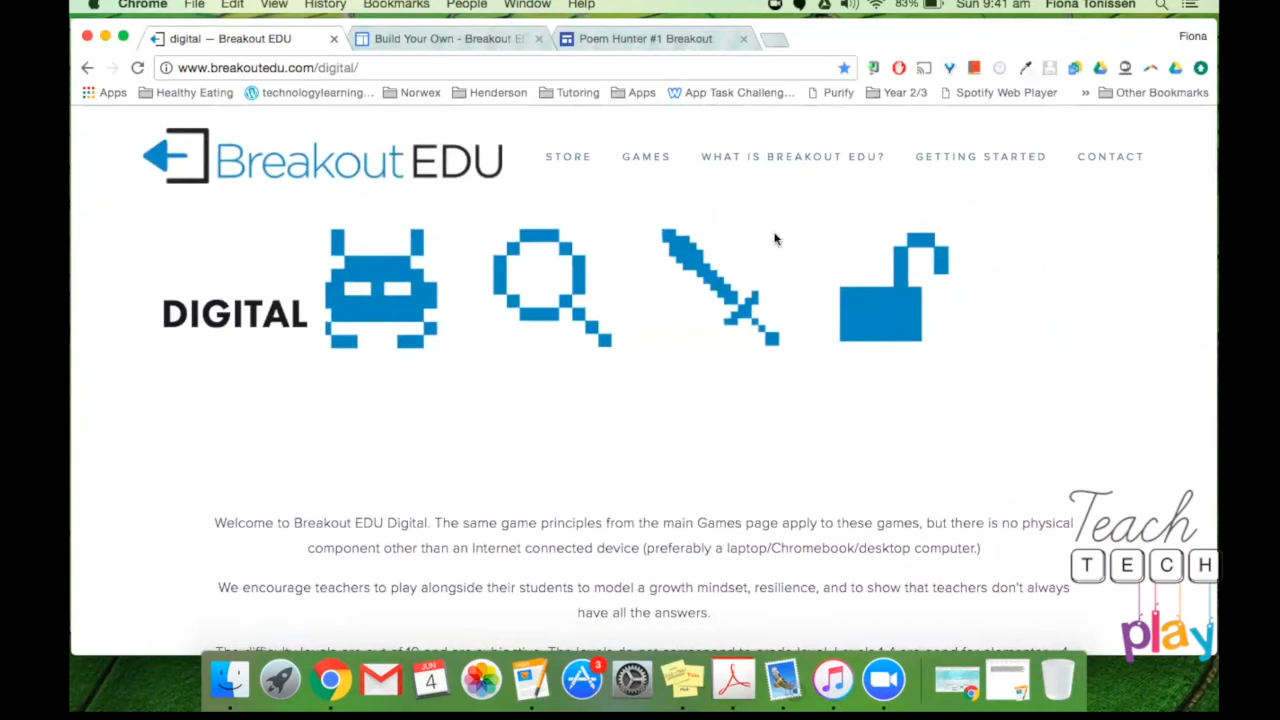 Chrome File Edit View History Bookmarks People Window Help 83% Sun 9:41 am Fiona Tonissen
digital — Breakout EDU Build Your Own - Breakout ED Poem Hunter #1 Breakout Fiona
www.breakoutedu.com/digital/
Apps Healthy Eating technologylearning... Norwex Henderson Tutoring Apps App Task Challeng... Purify Year 2/3 Spotify Web Player » Other Bookmarks
Breakout EDU STORE GAMES WHAT IS BREAKOUT EDU? GETTING STARTED CONTACT
DIGITAL
Welcome to Breakout EDU Digital. The same game principles from the main Games page apply to these games, but there is no physical
component other than an Internet connected device (preferably a laptop/Chromebook/desktop computer.)
We encourage teachers to play alongside their students to model a growth mindset, resilience, and to show that teachers don't always
have all the answers.
Teach
TECH
play
JUN
4
3